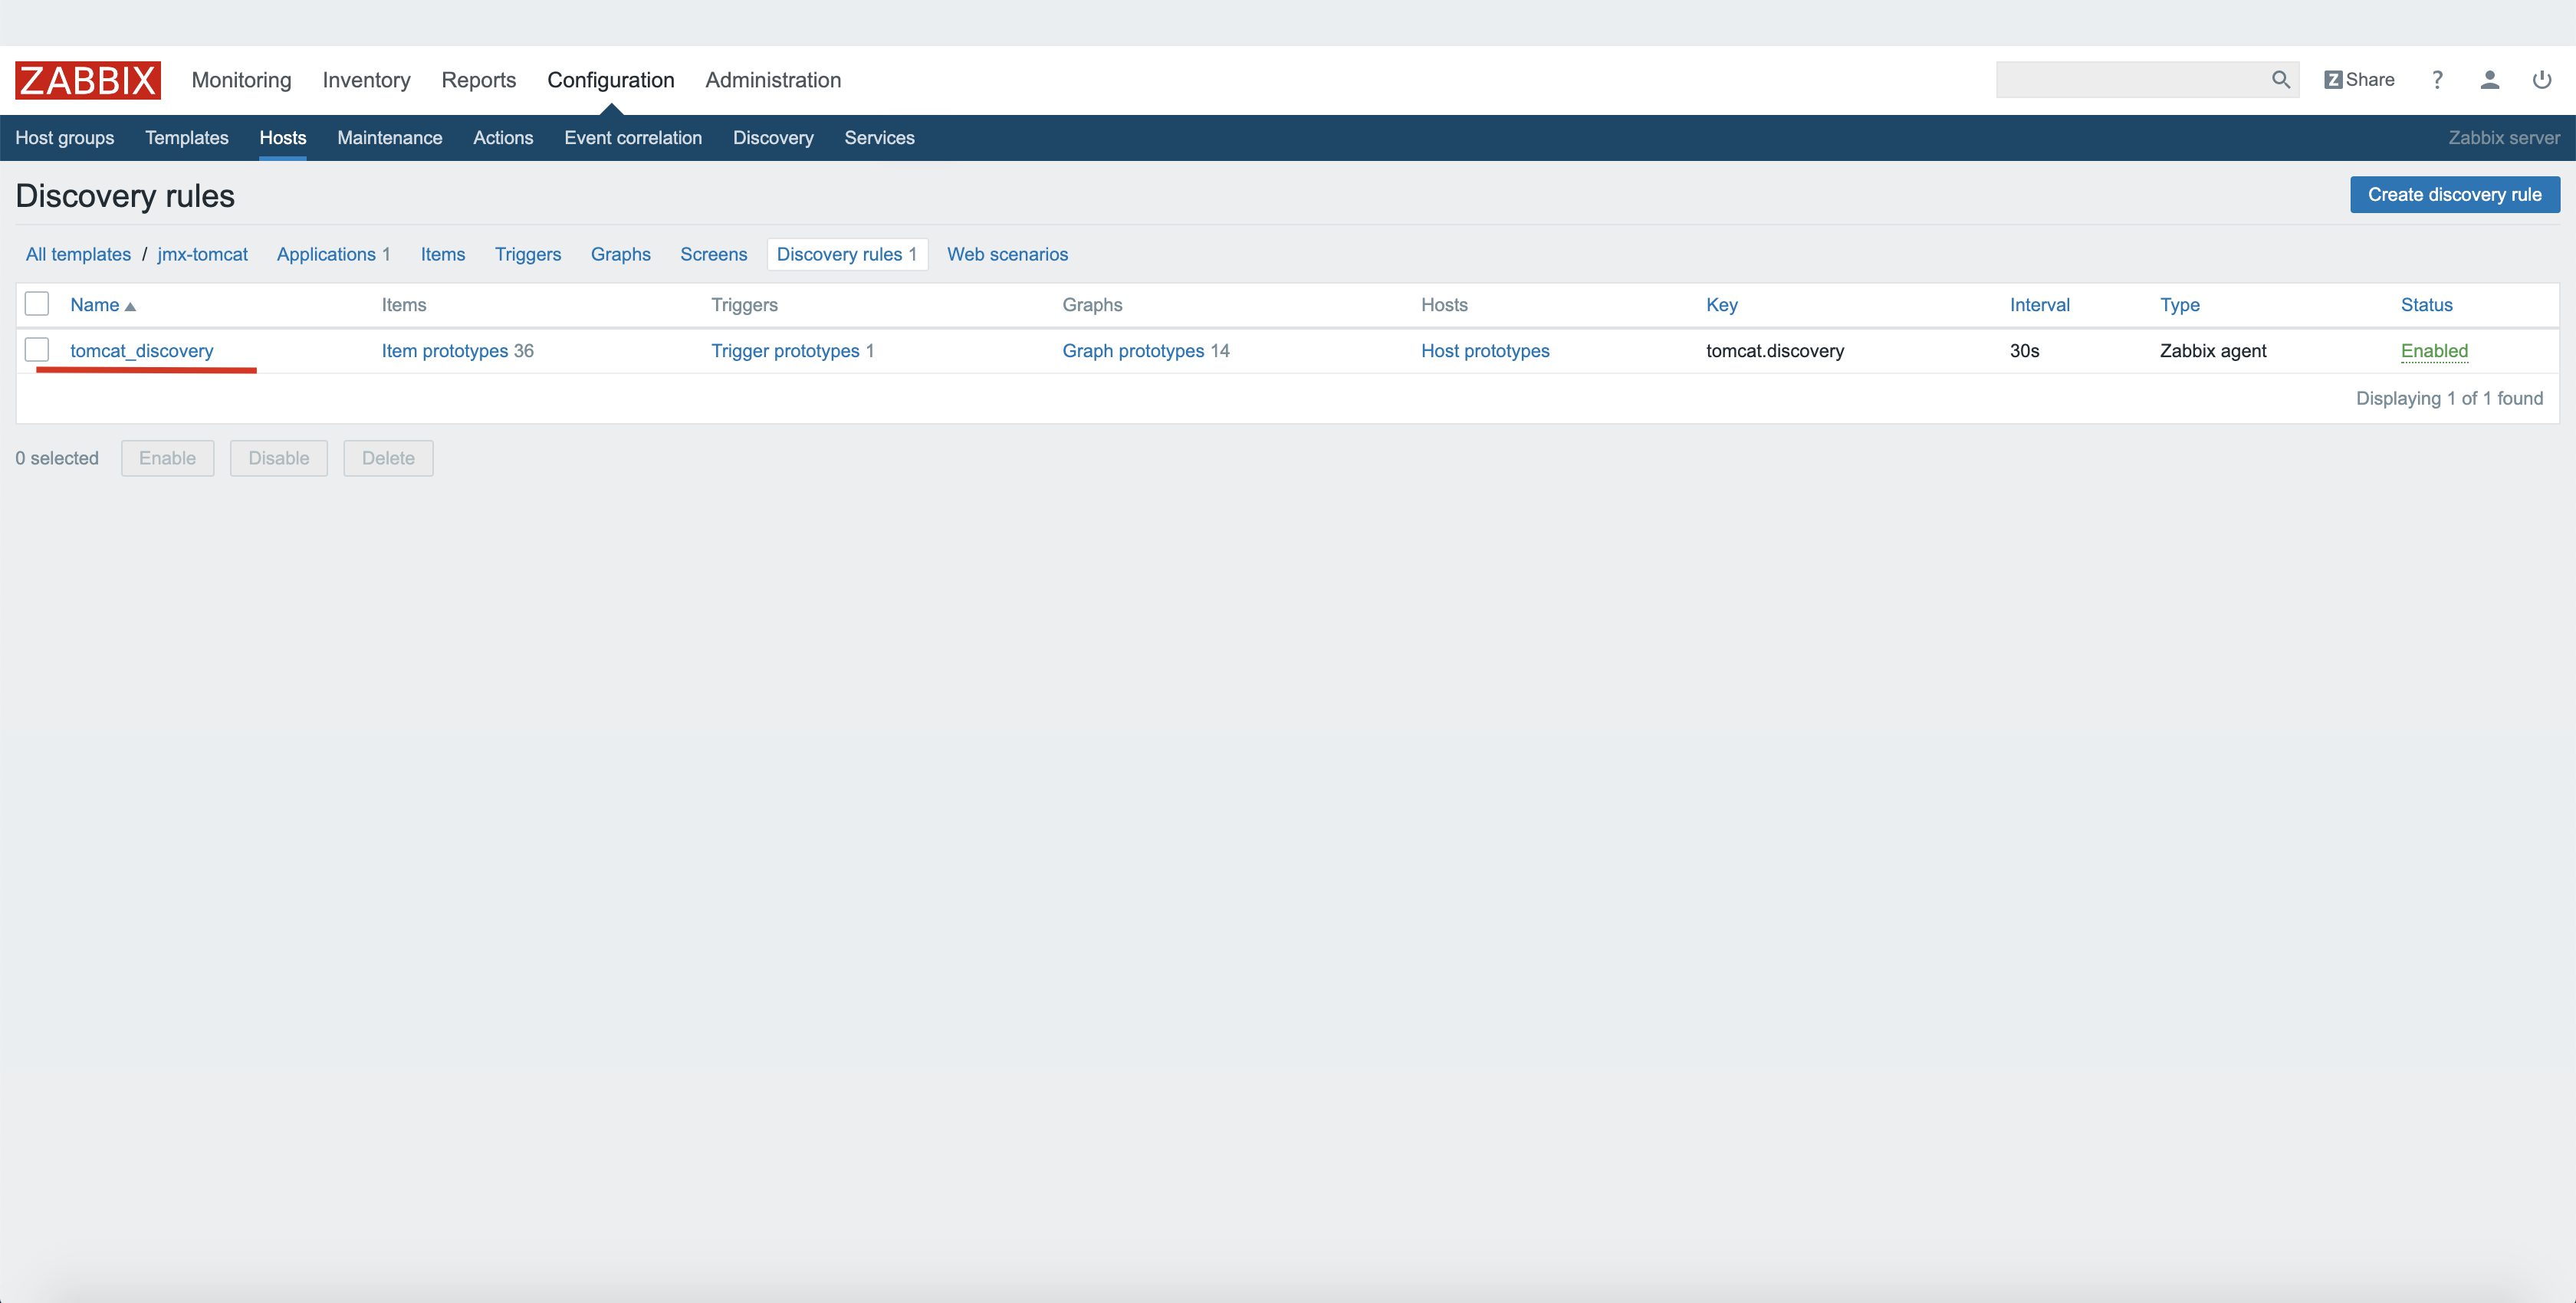 ZABBIX Monitoring Inventory Reports Configuration Administration Z Share ?
Host groups Templates Hosts Maintenance Actions Event correlation Discovery Services Zabbix server
Discovery rules Create discovery rule
All templates / jmx-tomcat Applications 1 Items Triggers Graphs Screens Discovery rules 1 Web scenarios
Name Items Triggers Graphs Hosts Key Interval Type Status
tomcat_discovery Item prototypes 36 Trigger prototypes 1 Graph prototypes 14 Host prototypes tomcat.discovery 30s Zabbix agent Enabled
Displaying 1 of 1 found
0 selected Enable Disable Delete